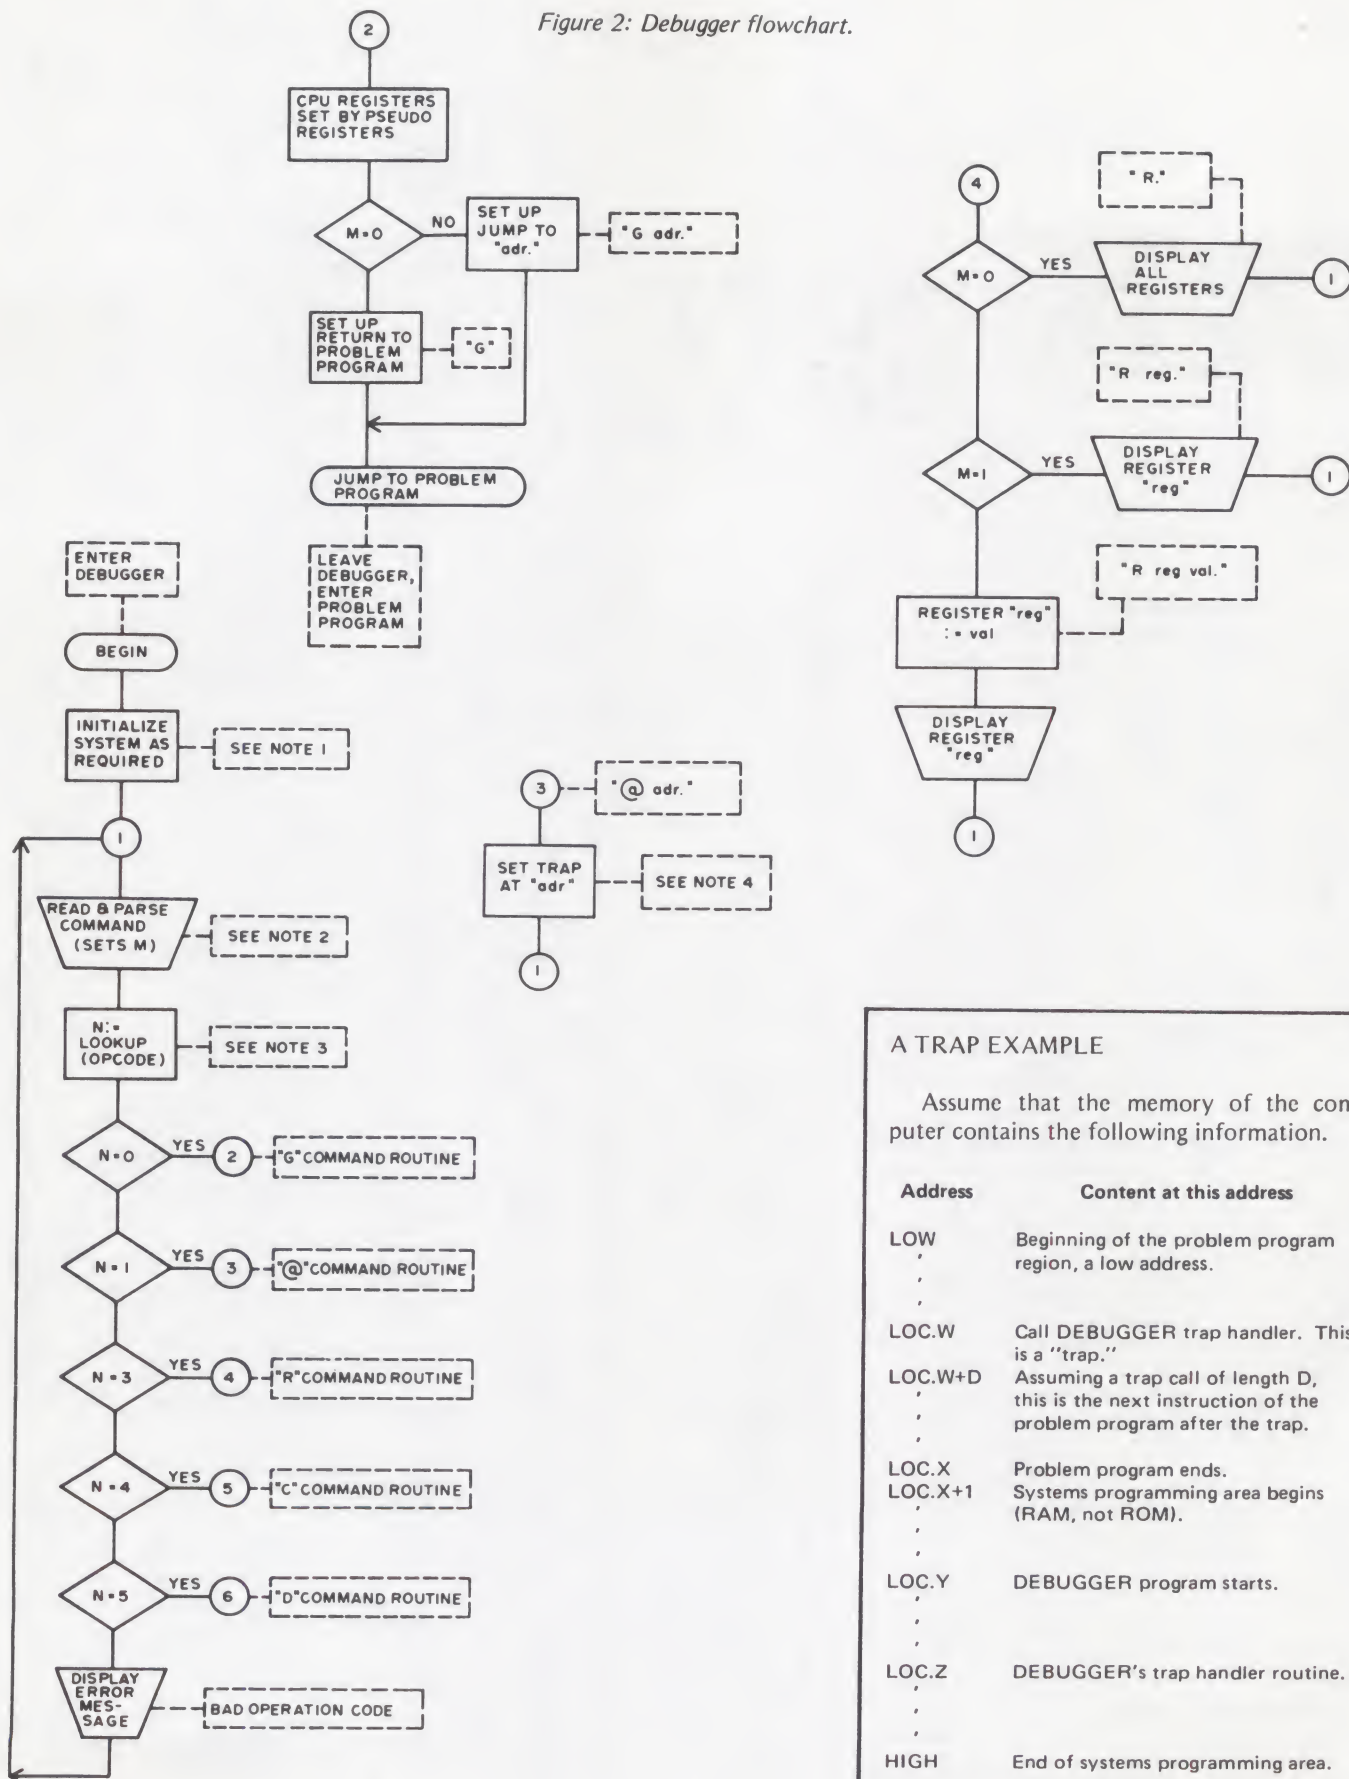 Figure 2: Debugger flowchart.
2
CPU REGISTERS
SET BY PSEUDO
REGISTERS
M=0
NO
SET UP
JUMP TO
"adr."
"G adr."
SET UP
RETURN TO
PROBLEM
PROGRAM
"G"
JUMP TO PROBLEM
PROGRAM
LEAVE
DEBUGGER,
ENTER
PROBLEM
PROGRAM
4
"R."
M=0
YES
DISPLAY
ALL
REGISTERS
1
"R reg."
M=1
YES
DISPLAY
REGISTER
"reg"
1
"R reg val."
REGISTER "reg"
:= val
DISPLAY
REGISTER
"reg"
1
ENTER
DEBUGGER
BEGIN
INITIALIZE
SYSTEM AS
REQUIRED
SEE NOTE 1
1
READ & PARSE
COMMAND
(SETS M)
SEE NOTE 2
N:=
LOOKUP
(OPCODE)
SEE NOTE 3
N=0
YES
2
"G" COMMAND ROUTINE
N=1
YES
3
"@" COMMAND ROUTINE
N=3
YES
4
"R" COMMAND ROUTINE
N=4
YES
5
"C" COMMAND ROUTINE
N=5
YES
6
"D" COMMAND ROUTINE
DISPLAY
ERROR
MES-
SAGE
BAD OPERATION CODE
3
"@ adr."
SET TRAP
AT "adr"
SEE NOTE 4
1
A TRAP EXAMPLE
Assume that the memory of the com
puter contains the following information.
Address Content at this address
LOW Beginning of the problem program
region, a low address.
LOC.W Call DEBUGGER trap handler. This
is a "trap."
LOC.W+D Assuming a trap call of length D,
this is the next instruction of the
problem program after the trap.
LOC.X Problem program ends.
LOC.X+1 Systems programming area begins
(RAM, not ROM).
LOC.Y DEBUGGER program starts.
LOC.Z DEBUGGER's trap handler routine.
HIGH End of systems programming area.